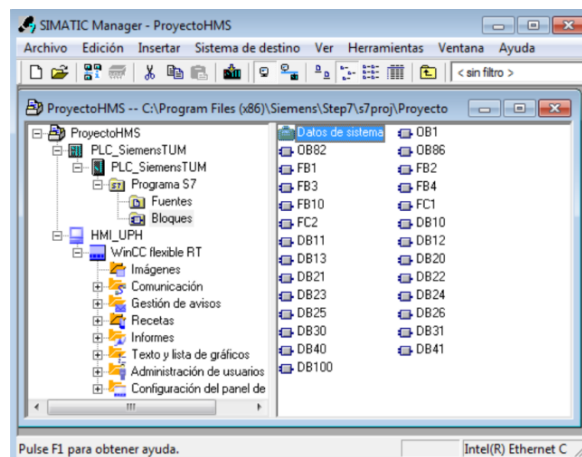 SIMATIC Manager - ProyectoHMS
Archivo Edición Insertar Sistema de destino Ver Herramientas Ventana Ayuda
< sin filtro >
ProyectoHMS -- C:\Program Files (x86)\Siemens\Step7\s7proj\Proyecto
ProyectoHMS
PLC_SiemensTUM
PLC_SiemensTUM
Programa S7
Fuentes
Bloques
HMI_UPH
WinCC flexible RT
Imágenes
Comunicación
Gestión de avisos
Recetas
Informes
Texto y lista de gráficos
Administración de usuarios
Configuración del panel de
Datos de sistema OB1
OB82 OB86
FB1 FB2
FB3 FB4
FB10 FC1
FC2 DB10
DB11 DB12
DB13 DB20
DB21 DB22
DB23 DB24
DB25 DB26
DB30 DB31
DB40 DB41
DB100
Pulse F1 para obtener ayuda. Intel(R) Ethernet C